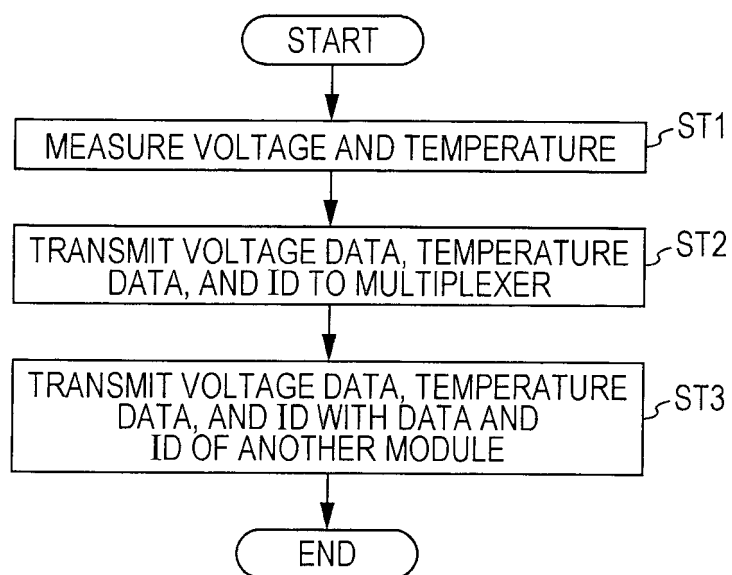 START
MEASURE VOLTAGE AND TEMPERATURE
ST1
TRANSMIT VOLTAGE DATA, TEMPERATURE
DATA, AND ID TO MULTIPLEXER
ST2
TRANSMIT VOLTAGE DATA, TEMPERATURE
DATA, AND ID WITH DATA AND
ID OF ANOTHER MODULE
ST3
END